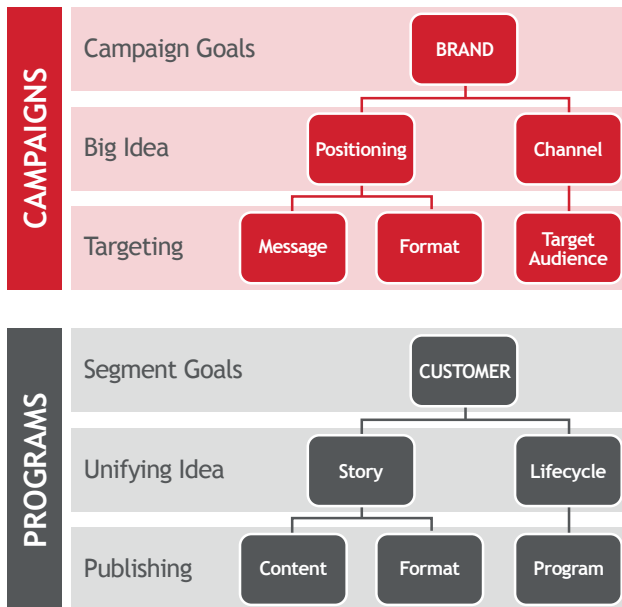 CAMPAIGNS
Campaign Goals
BRAND
Big Idea
Positioning
Channel
Targeting
Message
Format
Target
Audience
PROGRAMS
Segment Goals
CUSTOMER
Unifying Idea
Story
Lifecycle
Publishing
Content
Format
Program